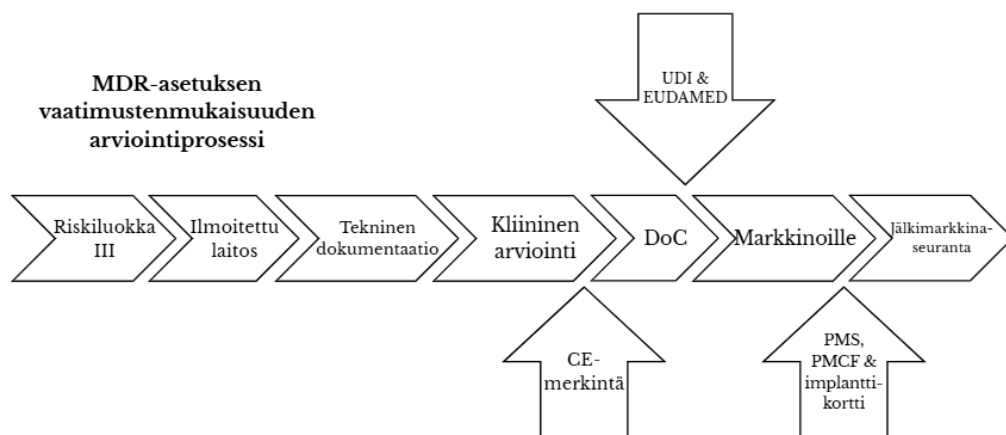 MDR-asetuksen
vaatimustenmukaisuuden
arviointiprosessi
UDI &
EUDAMED
Riskiluokka
III
Ilmoitettu
laitos
Tekninen
dokumentaatio
Kliininen
arviointi
DoC
Markkinoille
Jälkimarkkina-
seuranta
CE-
merkintä
PMS,
PMCF &
implantti-
kortti